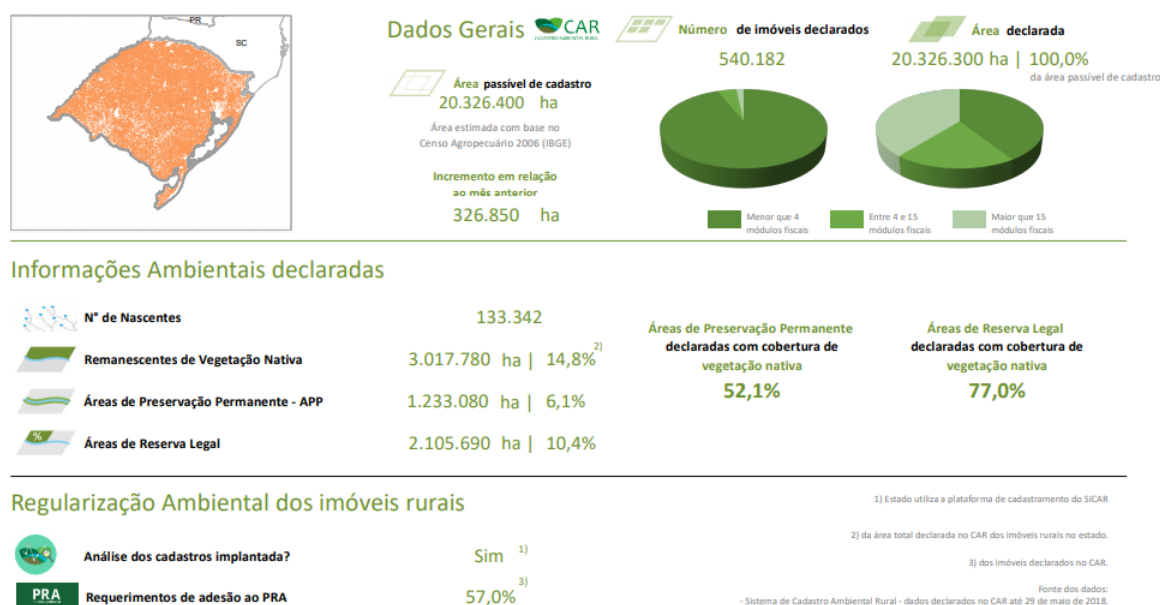 PR
SC
Dados Gerais
CAR
CADASTRO AMBIENTAL RURAL
Área passível de cadastro
20.326.400 ha
Área estimada com base no
Censo Agropecuário 2006 (IBGE)
Incremento em relação
ao mês anterior
326.850 ha
Número de imóveis declarados
540.182
Área declarada
20.326.300 ha | 100,0%
da área passível de cadastro
Menor que 4
módulos fiscais
Entre 4 e 15
módulos fiscais
Maior que 15
módulos fiscais
Informações Ambientais declaradas
N° de Nascentes 133.342
Remanescentes de Vegetação Nativa 3.017.780 ha | 14,8% 2)
Áreas de Preservação Permanente - APP 1.233.080 ha | 6,1%
% Áreas de Reserva Legal 2.105.690 ha | 10,4%
Áreas de Preservação Permanente
declaradas com cobertura de
vegetação nativa
52,1%
Áreas de Reserva Legal
declaradas com cobertura de
vegetação nativa
77,0%
Regularização Ambiental dos imóveis rurais
Análise dos cadastros implantada? Sim 1)
PRA Requerimentos de adesão ao PRA 57,0% 3)
1) Estado utiliza a plataforma de cadastramento do SICAR
2) da área total declarada no CAR dos imóveis rurais no estado.
3) dos imóveis declarados no CAR.
Fonte dos dados:
- Sistema de Cadastro Ambiental Rural - dados declarados no CAR até 29 de maio de 2018.